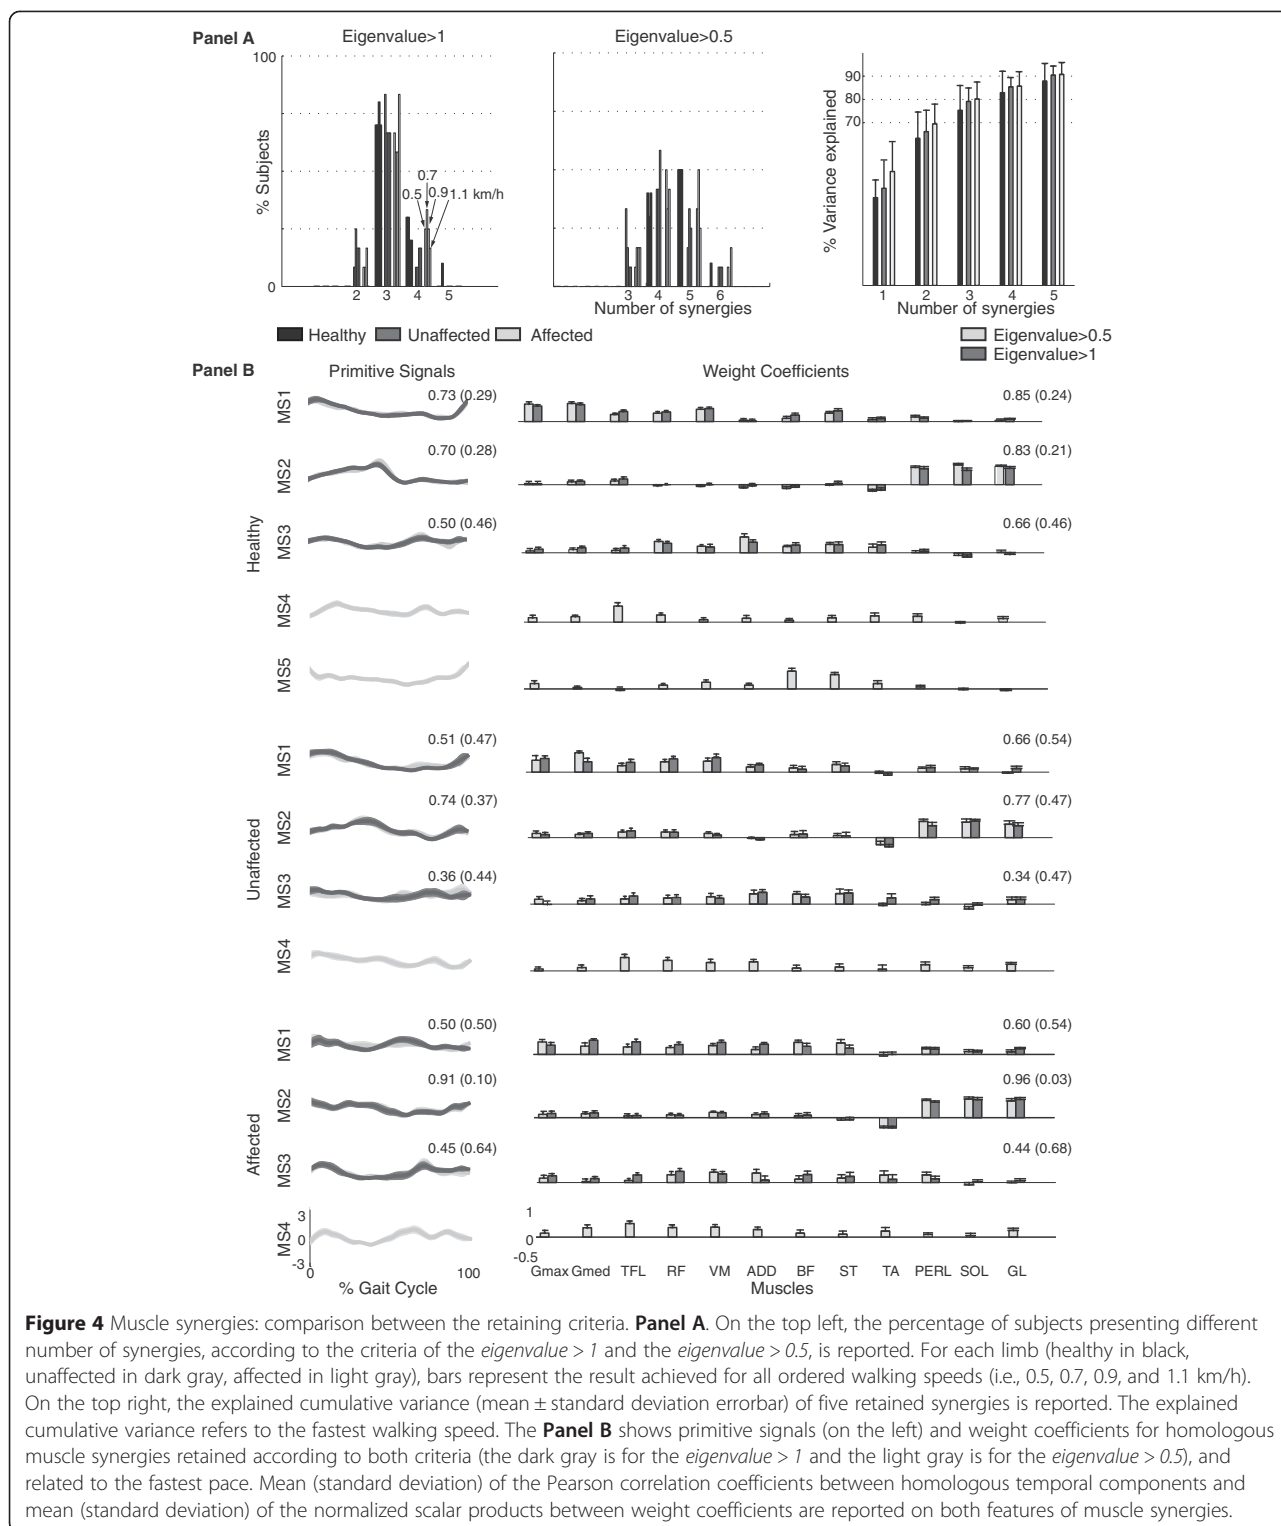 Panel A
Eigenvalue>1
Eigenvalue>0.5
100
% Subjects
0
0.7
0.5
0.9
1.1 km/h
2 3 4 5
3 4 5 6
Number of synergies
% Variance explained
90
80
70
1 2 3 4 5
Number of synergies
Healthy Unaffected Affected
Eigenvalue>0.5
Eigenvalue>1
Panel B
Primitive Signals
Weight Coefficients
Healthy
MS1 0.73 (0.29) 0.85 (0.24)
MS2 0.70 (0.28) 0.83 (0.21)
MS3 0.50 (0.46) 0.66 (0.46)
MS4
MS5
Unaffected
MS1 0.51 (0.47) 0.66 (0.54)
MS2 0.74 (0.37) 0.77 (0.47)
MS3 0.36 (0.44) 0.34 (0.47)
MS4
Affected
MS1 0.50 (0.50) 0.60 (0.54)
MS2 0.91 (0.10) 0.96 (0.03)
MS3 0.45 (0.64) 0.44 (0.68)
MS4
3
0
-3
0 100
% Gait Cycle
1
0
-0.5
Gmax Gmed TFL RF VM ADD BF ST TA PERL SOL GL
Muscles
Figure 4 Muscle synergies: comparison between the retaining criteria. Panel A. On the top left, the percentage of subjects presenting different
number of synergies, according to the criteria of the eigenvalue > 1 and the eigenvalue > 0.5, is reported. For each limb (healthy in black,
unaffected in dark gray, affected in light gray), bars represent the result achieved for all ordered walking speeds (i.e., 0.5, 0.7, 0.9, and 1.1 km/h).
On the top right, the explained cumulative variance (mean ± standard deviation errorbar) of five retained synergies is reported. The explained
cumulative variance refers to the fastest walking speed. The Panel B shows primitive signals (on the left) and weight coefficients for homologous
muscle synergies retained according to both criteria (the dark gray is for the eigenvalue > 1 and the light gray is for the eigenvalue > 0.5), and
related to the fastest pace. Mean (standard deviation) of the Pearson correlation coefficients between homologous temporal components and
mean (standard deviation) of the normalized scalar products between weight coefficients are reported on both features of muscle synergies.